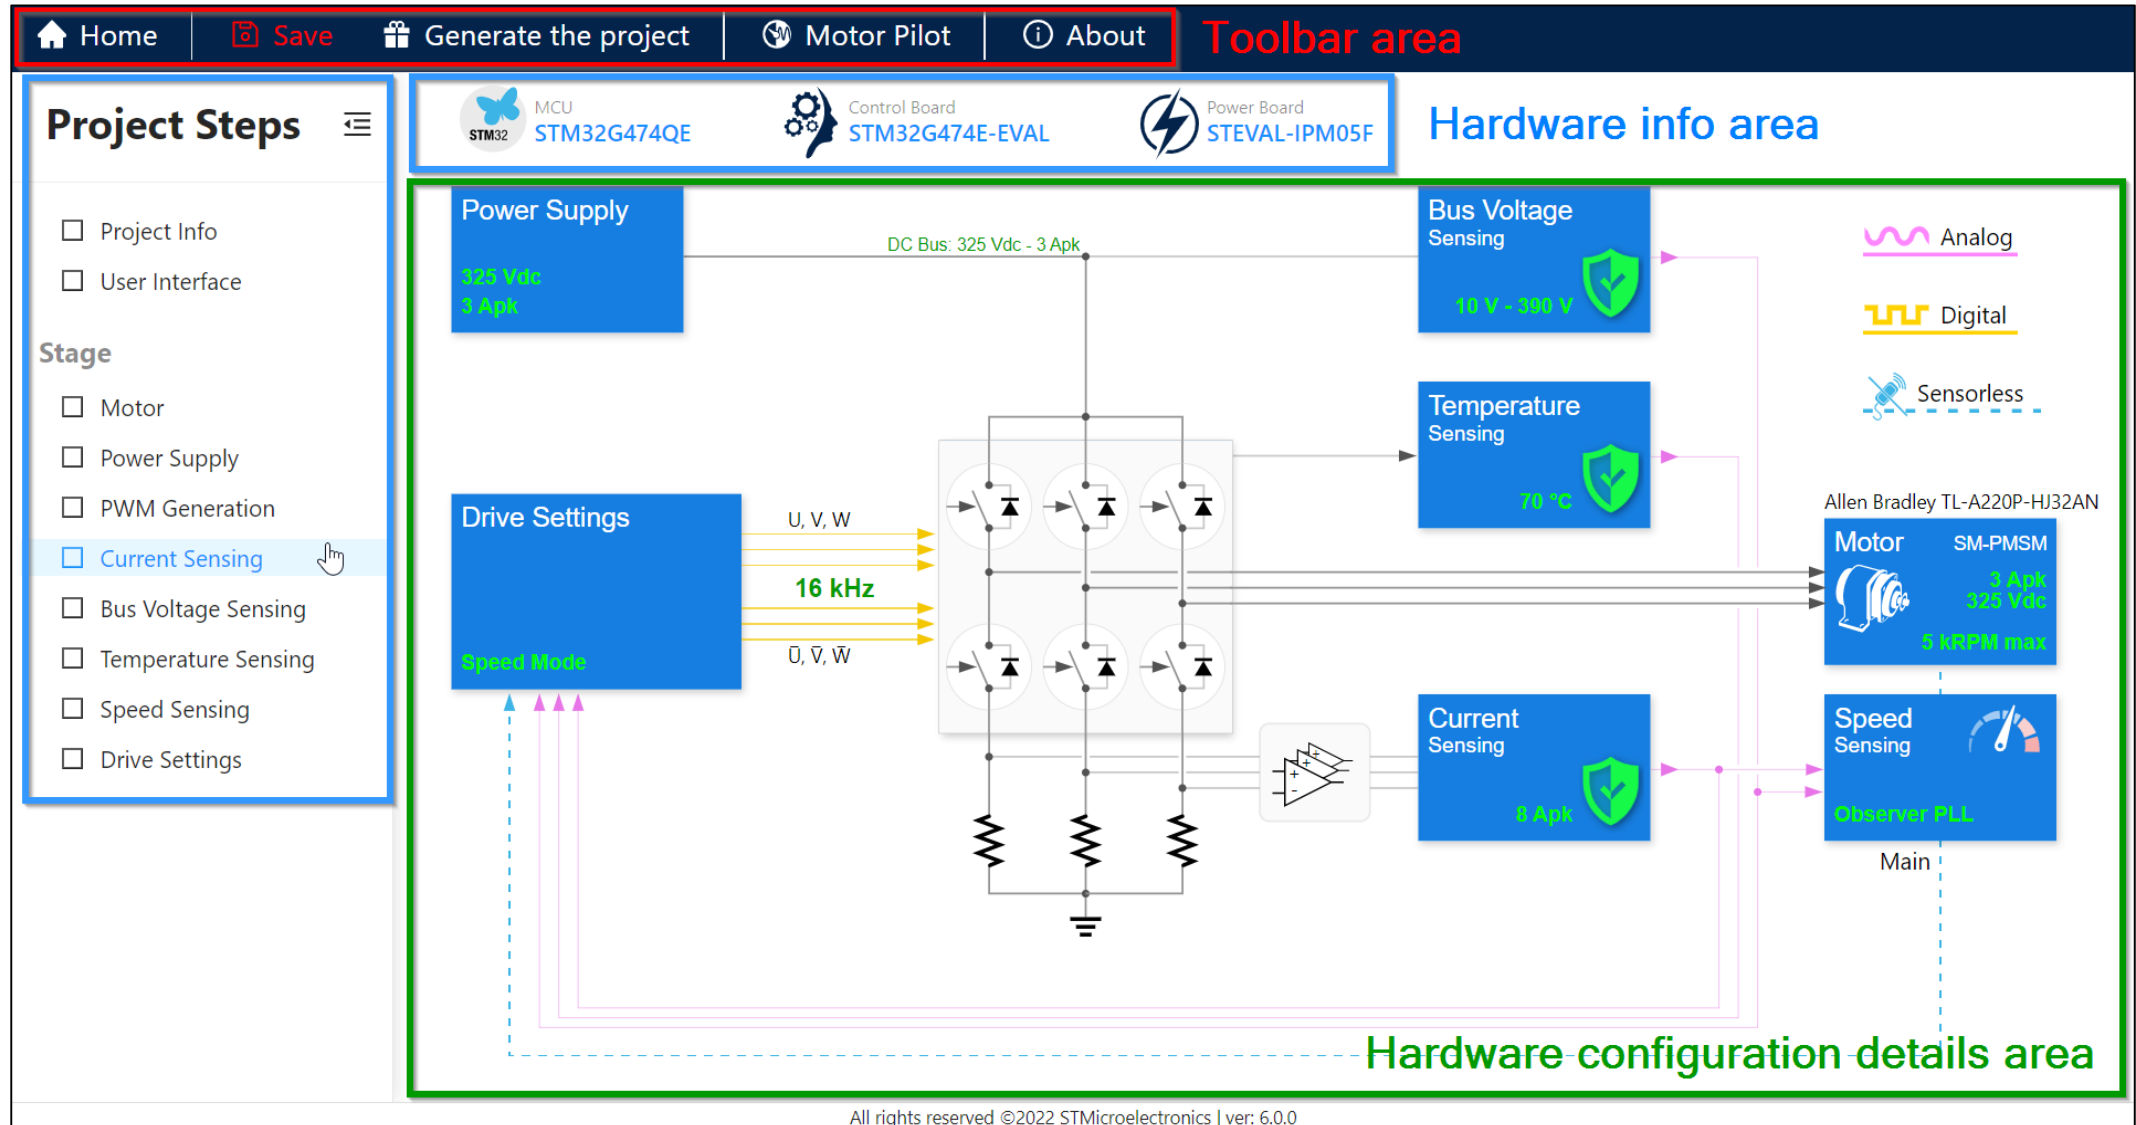 Home
Save
Generate the project
Motor Pilot
About
Toolbar area
Project Steps
STM32
MCU
STM32G474QE
Control Board
STM32G474E-EVAL
Power Board
STEVAL-IPM05F
Hardware info area
Project Info
User Interface
Stage
Motor
Power Supply
PWM Generation
Current Sensing
Bus Voltage Sensing
Temperature Sensing
Speed Sensing
Drive Settings
Power Supply
325 Vdc
3 Apk
DC Bus: 325 Vdc - 3 Apk
Bus Voltage
Sensing
10 V - 390 V
Analog
Digital
Sensorless
Temperature
Sensing
70 °C
Drive Settings
Speed Mode
U, V, W
16 kHz
U̅, V̅, W̅
Allen Bradley TL-A220P-HJ32AN
Motor
SM-PMSM
3 Apk
325 Vdc
5 kRPM max
Current
Sensing
8 Apk
Speed
Sensing
Observer PLL
Main
Hardware configuration details area
All rights reserved ©2022 STMicroelectronics | ver: 6.0.0